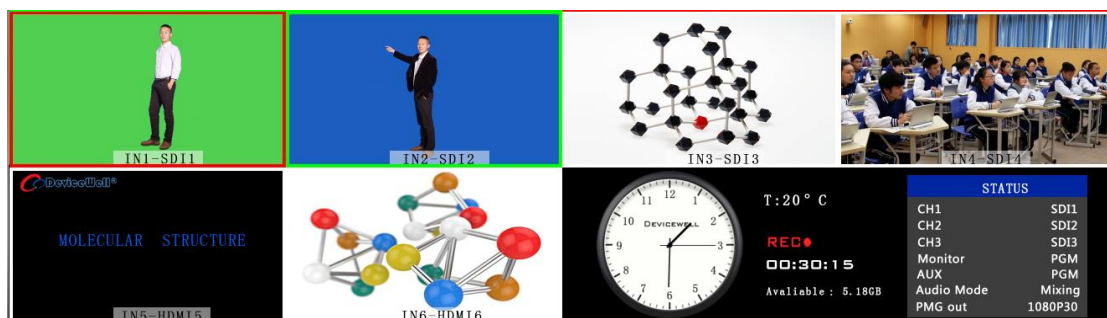 IN1-SDI1
IN2-SDI2
IN3-SDI3
IN4-SDI4
DeviceWell®
MOLECULAR STRUCTURE
IN5-HDMI5
IN6-HDMI6
12
1
2
3
4
5
6
7
8
9
10
11
DEVICEWELL
T:20° C
REC
00:30:15
Avaliable : 5.18GB
STATUS
CH1 SDI1
CH2 SDI2
CH3 SDI3
Monitor PGM
AUX PGM
Audio Mode Mixing
PMG out 1080P30